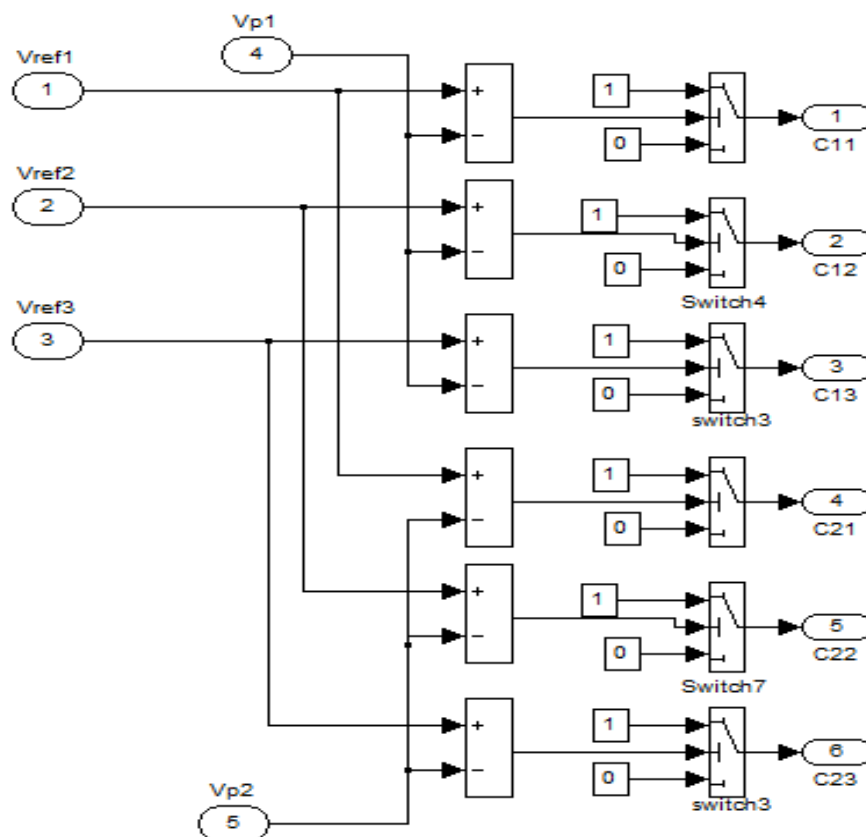 Vp1
4
Vref1
1
+
−
1
0
1
C11
Vref2
2
+
−
1
0
2
C12
Switch4
Vref3
3
+
−
1
0
3
C13
switch3
+
−
1
0
4
C21
+
−
1
0
5
C22
Switch7
+
−
1
0
6
C23
switch3
Vp2
5